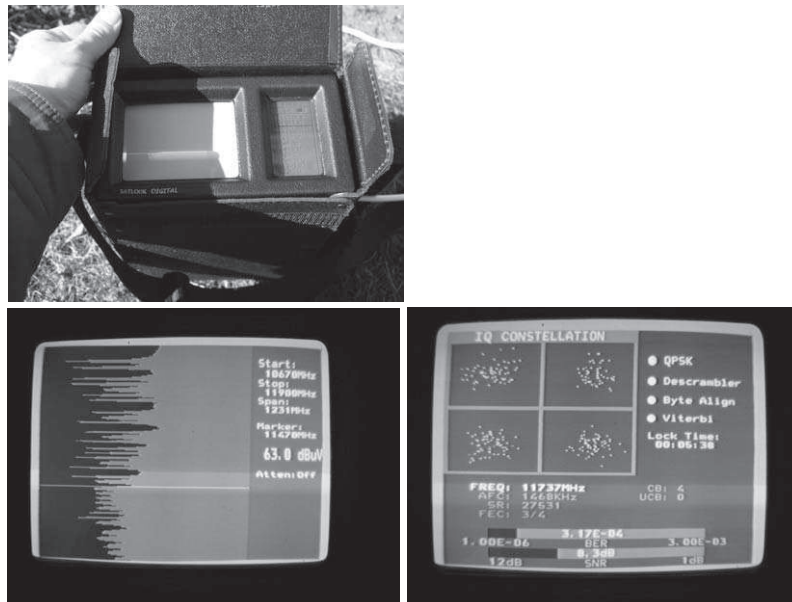 SATLOOK DIGITAL
Start:
10670MHz
Stop:
11900MHz
Span:
1231MHz
Marker:
11470MHz
63.0 dBuV
Atten:Off
IQ CONSTELLATION
QPSK
Descrambler
Byte Align
Viterbi
Lock Time:
00:05:30
FREQ: 11737MHz
AFC: 1460KHz
SR: 27531
FEC: 3/4
CB: 4
UCB: 0
3.17E-04
1.00E-06 BER 3.00E-03
8.3dB
12dB SNR 1dB